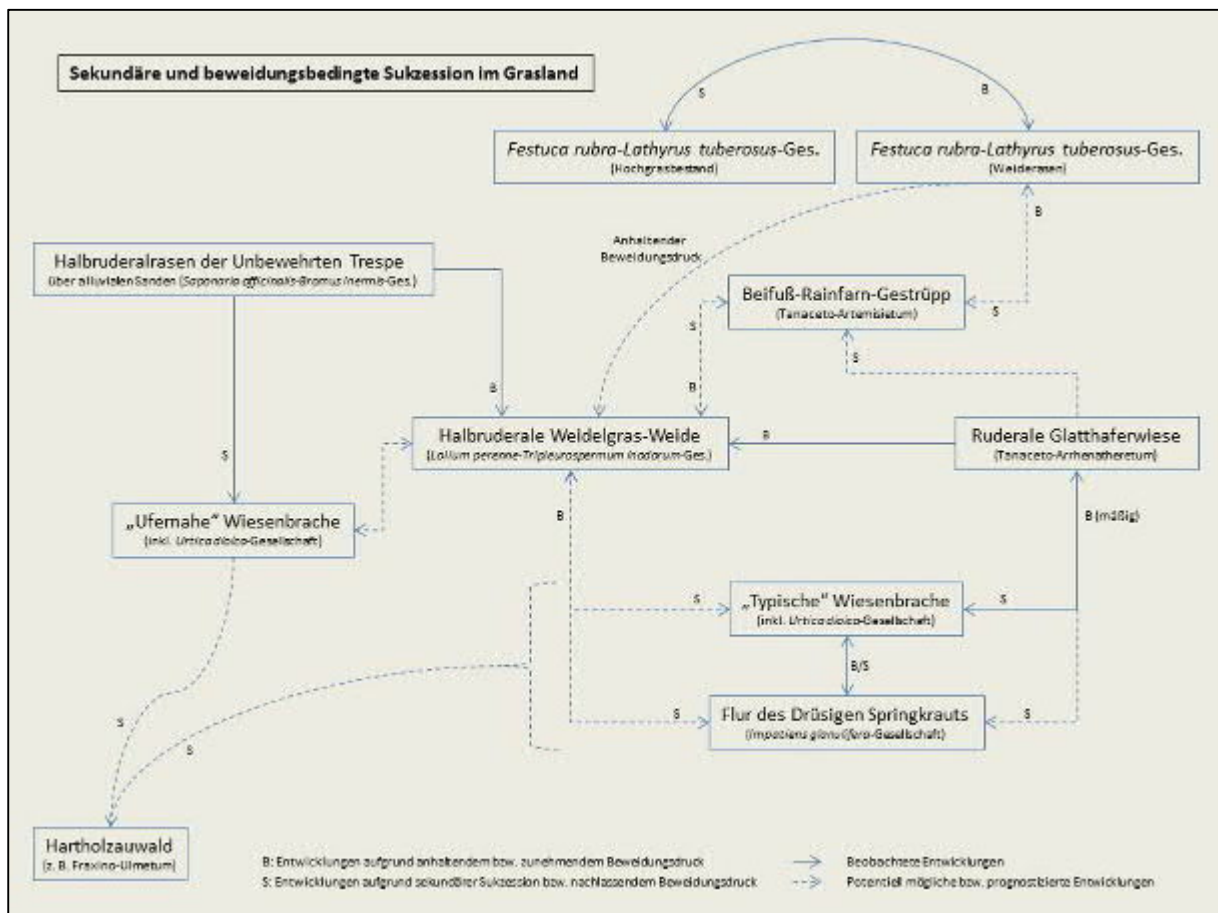 Sekundäre und beweidungsbedingte Sukzession im Grasland
S
B
Festuca rubra-Lathyrus tuberosus-Ges.
(Hochgrasbestand)
Festuca rubra-Lathyrus tuberosus-Ges.
(Weiderasen)
B
Anhaltender
Beweidungsdruck
Halbruderalrasen der Unbewehrten Trespe
über alluvialen Sanden (Saponaria officinalis-Bromus inermis-Ges.)
Beifuß-Rainfarn-Gestrüpp
(Tanaceto-Artemisietum)
S
S
S
B
B
Halbruderale Weidelgras-Weide
(Lolium perenne-Tripleurospermum inodorum-Ges.)
B
Ruderale Glatthaferwiese
(Tanaceto-Arrhenatheretum)
S
„Ufernahe“ Wiesenbrache
(inkl. Urtica dioica-Gesellschaft)
B
B (mäßig)
S
„Typische“ Wiesenbrache
(inkl. Urtica dioica-Gesellschaft)
S
B/S
S
Flur des Drüsigen Springkrauts
(Impatiens glanulifera-Gesellschaft)
S
S
S
Hartholzauwald
(z. B. Fraxino-Ulmetum)
B: Entwicklungen aufgrund anhaltendem bzw. zunehmendem Beweidungsdruck
Beobachtete Entwicklungen
S: Entwicklungen aufgrund sekundärer Sukzession bzw. nachlassendem Beweidungsdruck
Potentiell mögliche bzw. prognostizierte Entwicklungen